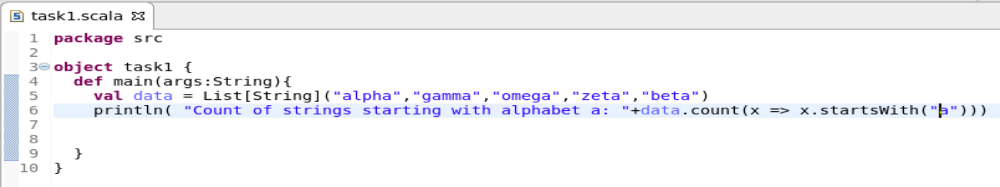 task1.scala
1 package src
2
3 object task1 {
4   def main(args:String){
5     val data = List[String]("alpha","gamma","omega","zeta","beta")
6     println( "Count of strings starting with alphabet a: "+data.count(x => x.startsWith("a")))
7
8
9   }
10 }